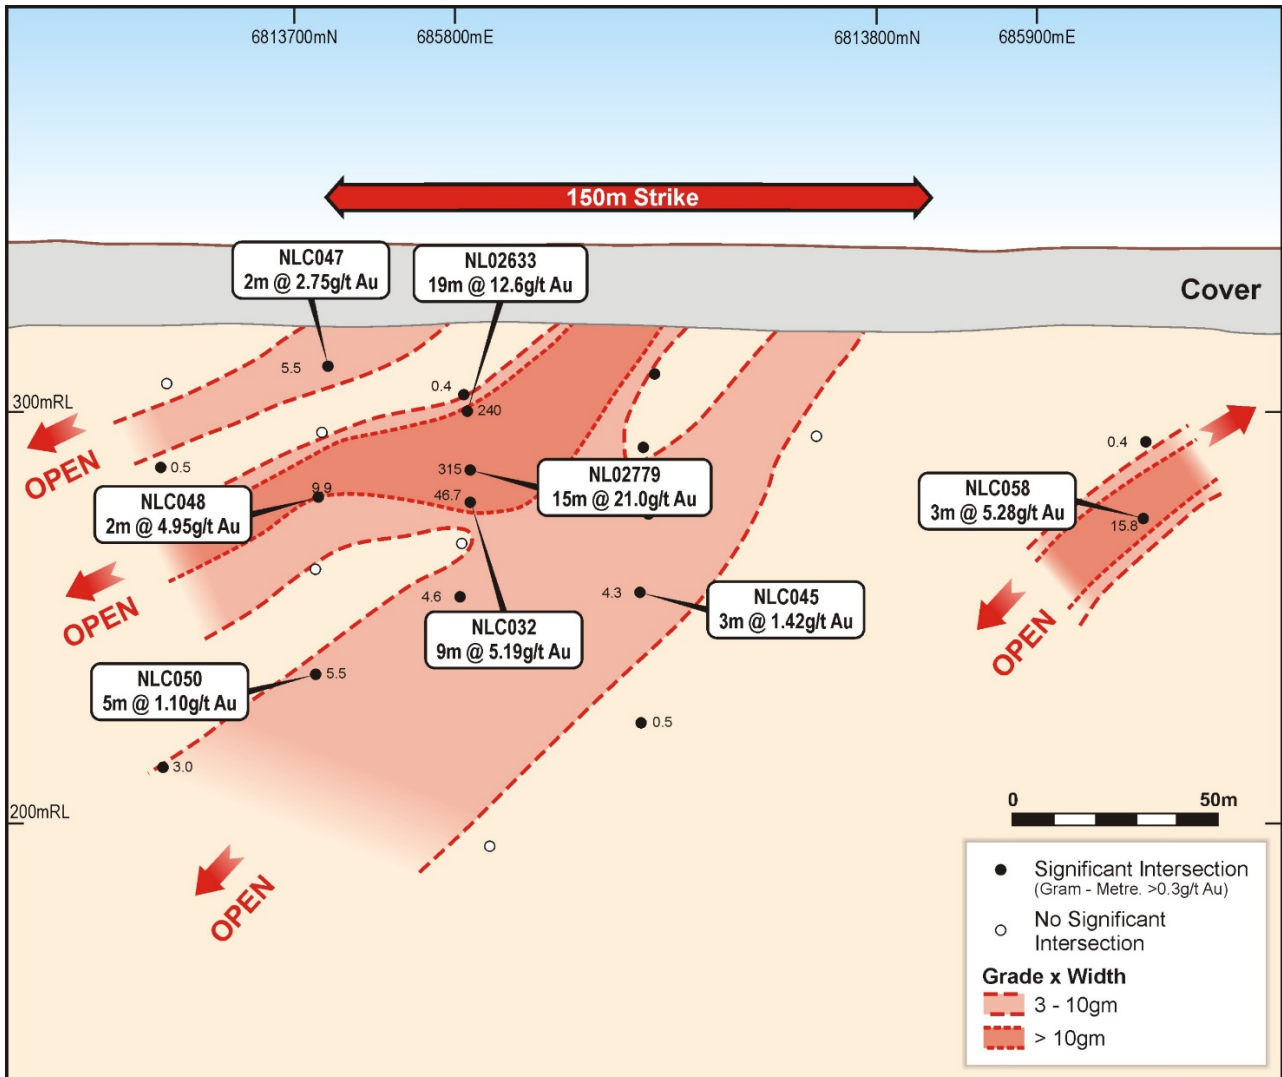 6813700mN
685800mE
6813800mN
685900mE
150m Strike
NLC047
2m @ 2.75g/t Au
NL02633
19m @ 12.6g/t Au
Cover
5.5
0.4
240
300mRL
OPEN
0.5
9.9
315
46.7
NL02779
15m @ 21.0g/t Au
0.4
NLC058
3m @ 5.28g/t Au
15.8
NLC048
2m @ 4.95g/t Au
OPEN
4.6
4.3
NLC045
3m @ 1.42g/t Au
OPEN
NLC032
9m @ 5.19g/t Au
NLC050
5m @ 1.10g/t Au
5.5
0.5
3.0
200mRL
OPEN
0
50m
Significant Intersection
(Gram - Metre. >0.3g/t Au)
No Significant
Intersection
Grade x Width
3 - 10gm
> 10gm